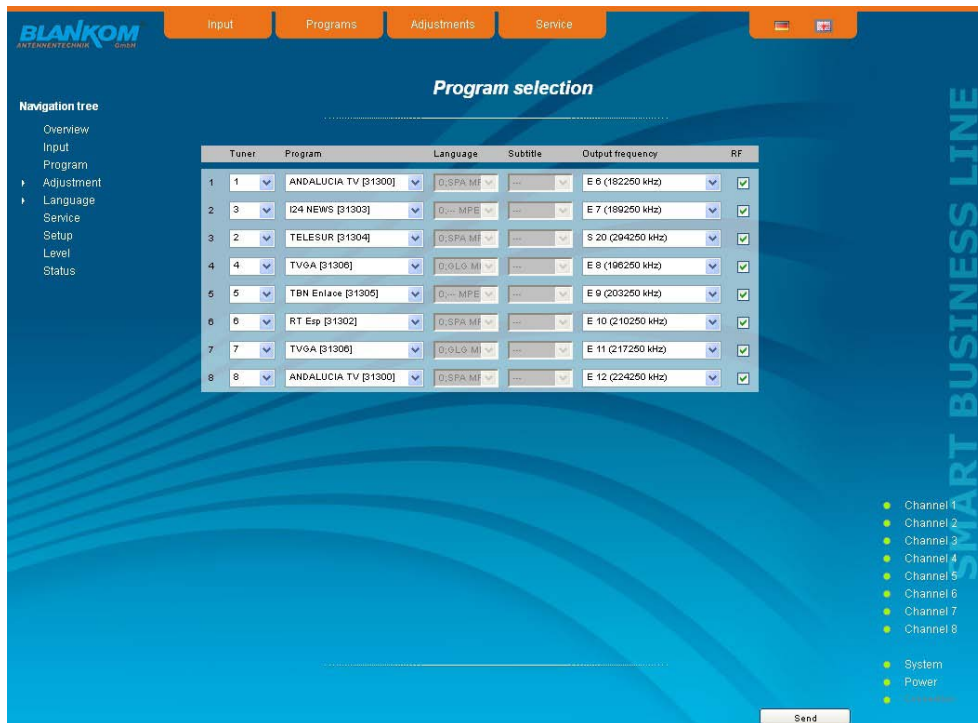 BLANKOM
ANTENNENTECHNIK GmbH
Input Programs Adjustments Service
Program selection
Navigation tree
Overview
Input
Program
Adjustment
Language
Service
Setup
Level
Status
Tuner Program Language Subtitle Output frequency RF
1 1 ANDALUCIA TV [31300] 0;SPA MF --- E 6 (182250 kHz)
2 3 I24 NEWS [31303] 0;--- MPE --- E 7 (189250 kHz)
3 2 TELESUR [31304] 0;SPA MF --- S 20 (294250 kHz)
4 4 TVGA [31306] 0;GLG MI --- E 8 (196250 kHz)
5 5 TBN Enlace [31305] 0;--- MPE --- E 9 (203250 kHz)
6 6 RT Esp [31302] 0;SPA MF --- E 10 (210250 kHz)
7 7 TVGA [31306] 0;GLG MI --- E 11 (217250 kHz)
8 8 ANDALUCIA TV [31300] 0;SPA MF --- E 12 (224250 kHz)
SMART BUSINESS LINE
Channel 1
Channel 2
Channel 3
Channel 4
Channel 5
Channel 6
Channel 7
Channel 8
System
Power
Send